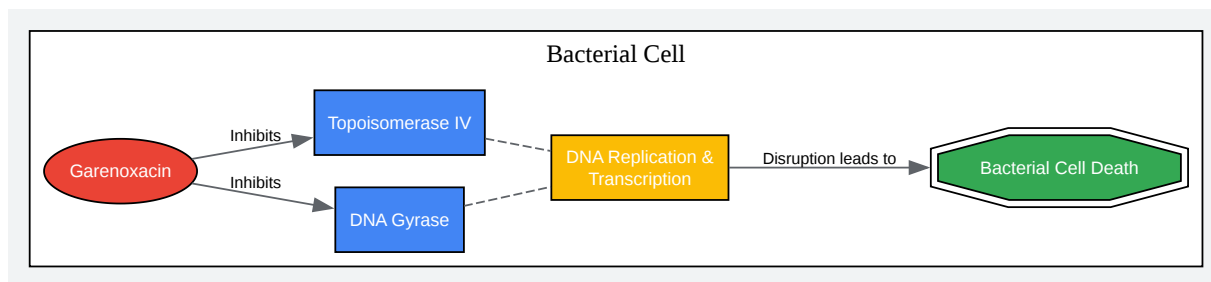 Bacterial Cell
Garenoxacin
Inhibits
Inhibits
Topoisomerase IV
DNA Gyrase
DNA Replication &
Transcription
Disruption leads to
Bacterial Cell Death